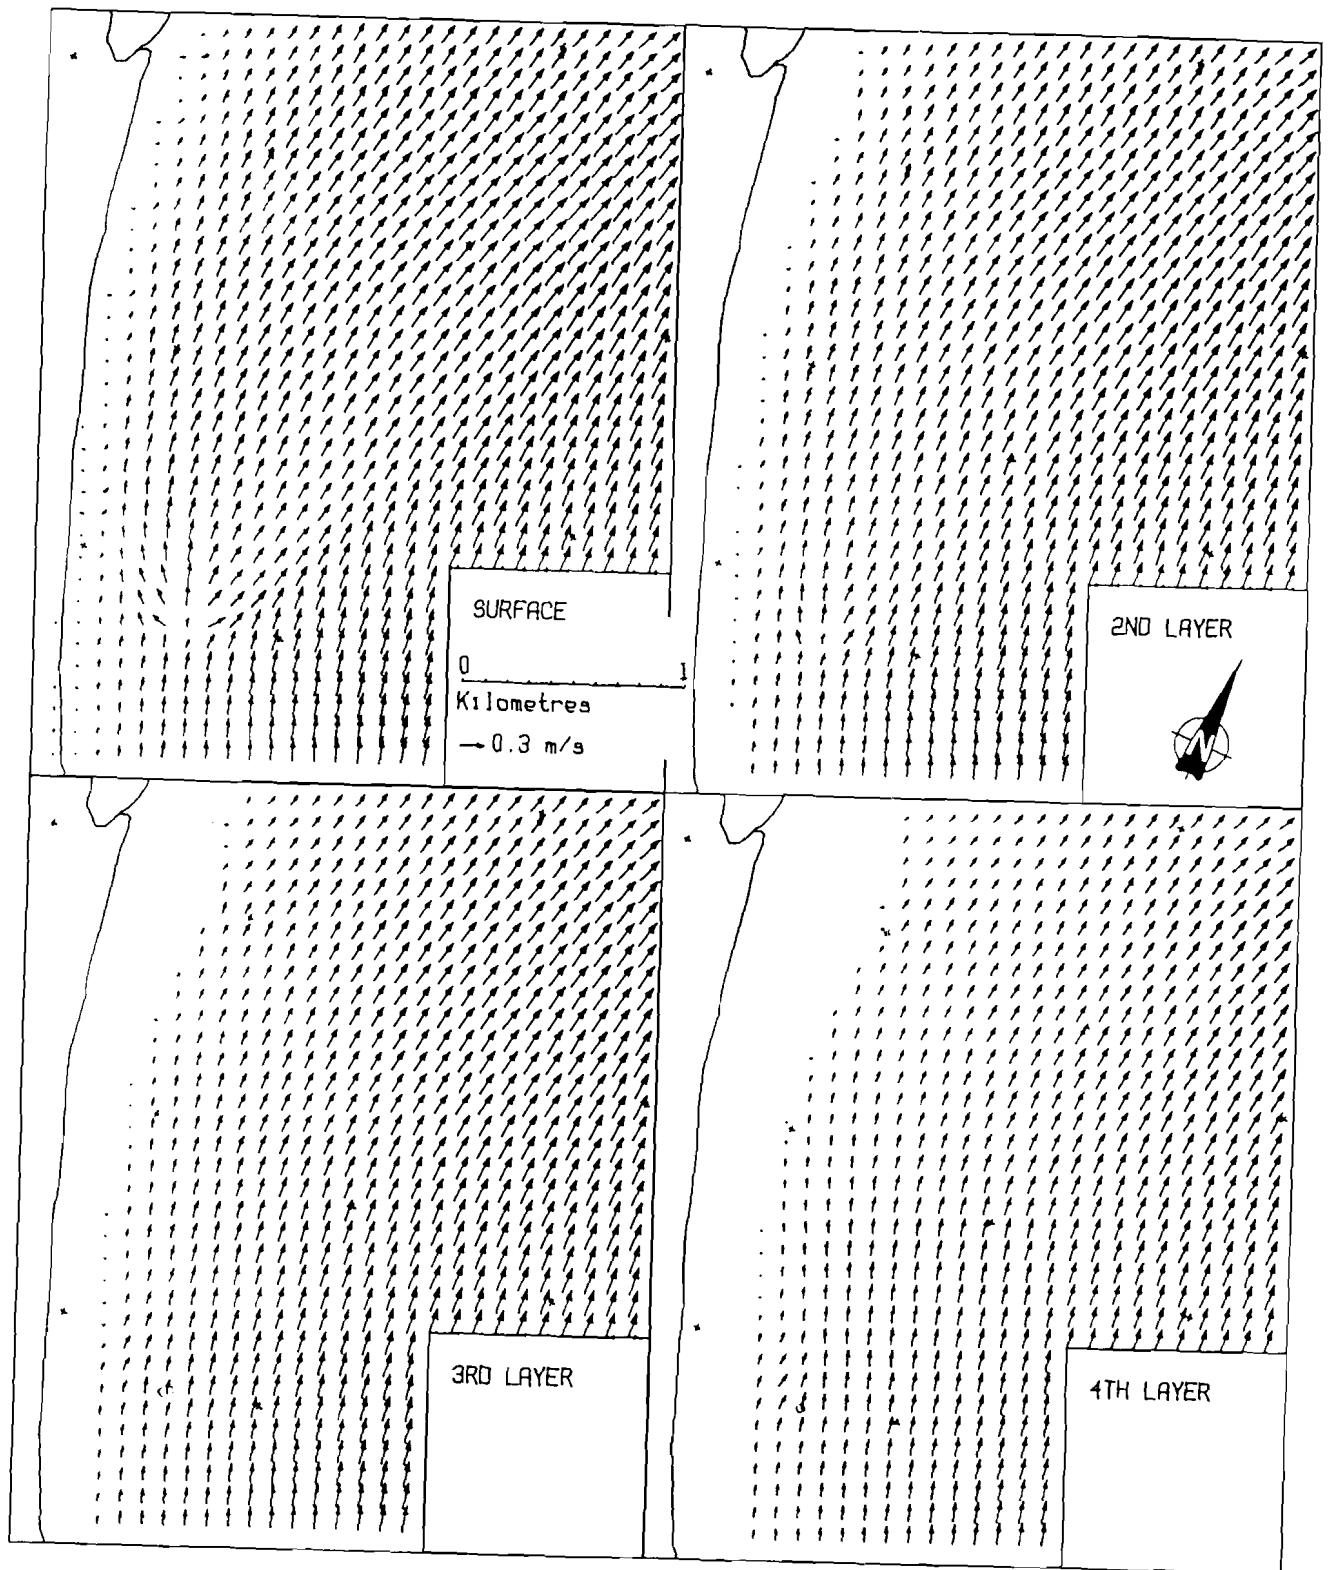 SURFACE
0 1
Kilometres
0.3 m/s
2ND LAYER
N
3RD LAYER
4TH LAYER